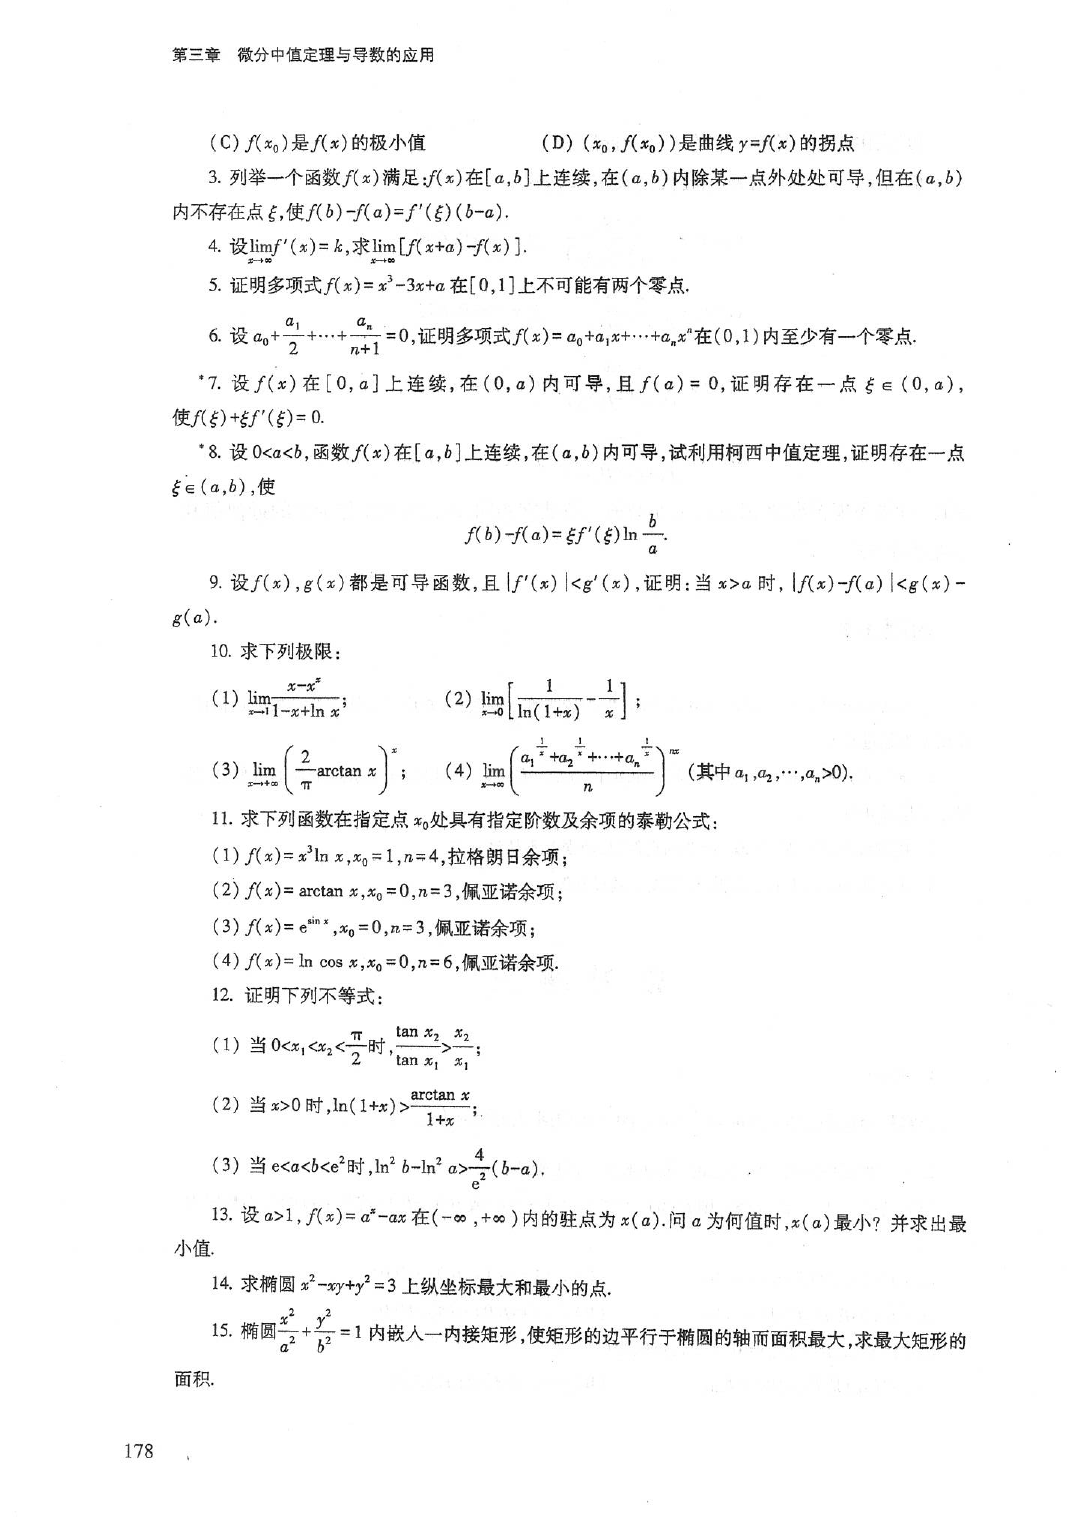 第三章 微分中值定理与导数的应用
(C) f(x₀)是f(x)的极小值 (D) (x₀, f(x₀))是曲线 y=f(x)的拐点
3. 列举一个函数f(x)满足:f(x)在[a,b]上连续,在(a,b)内除某一点外处处可导,但在(a,b)
内不存在点ξ,使f(b)-f(a)=f'(ξ)(b-a).
4. 设lim_{x→∞} f'(x)=k,求lim_{x→∞} [f(x+a)-f(x)].
5. 证明多项式f(x)=x³-3x+a 在[0,1]上不可能有两个零点.
6. 设 a₀+a₁/2+⋯+aₙ/(n+1)=0,证明多项式f(x)=a₀+a₁x+⋯+aₙxⁿ在(0,1)内至少有一个零点.
*7. 设 f(x) 在 [0,a] 上连续,在(0,a)内可导,且 f(a)=0,证明存在一点 ξ∈(0,a),
使f(ξ)+ξf'(ξ)=0.
*8. 设 0<a<b,函数f(x)在[a,b]上连续,在(a,b)内可导,试利用柯西中值定理,证明存在一点
ξ∈(a,b),使
f(b)-f(a)=ξf'(ξ)ln b/a.
9. 设f(x),g(x)都是可导函数,且|f'(x)|<g'(x),证明:当 x>a 时,|f(x)-f(a)|<g(x)-
g(a).
10. 求下列极限:
(1) lim_{x→1} (x-xˣ)/(1-x+ln x); (2) lim_{x→0} [1/ln(1+x) - 1/x];
(3) lim_{x→+∞} (2/π arctan x)ˣ; (4) lim_{x→∞} ((a₁^{1/x}+a₂^{1/x}+⋯+aₙ^{1/x})/n)^{nx} (其中 a₁,a₂,⋯,aₙ>0).
11. 求下列函数在指定点 x₀处具有指定阶数及余项的泰勒公式:
(1) f(x)=x³ln x,x₀=1,n=4,拉格朗日余项;
(2) f(x)=arctan x,x₀=0,n=3,佩亚诺余项;
(3) f(x)=e^{sin x},x₀=0,n=3,佩亚诺余项;
(4) f(x)=ln cos x,x₀=0,n=6,佩亚诺余项.
12. 证明下列不等式:
(1) 当 0<x₁<x₂<π/2时,tan x₂/tan x₁>x₂/x₁;
(2) 当 x>0 时,ln(1+x)>arctan x/(1+x);
(3) 当 e<a<b<e²时,ln² b-ln² a>4/e²(b-a).
13. 设 a>1,f(x)=aˣ-ax 在(-∞,+∞)内的驻点为 x(a).问 a 为何值时,x(a)最小? 并求出最
小值.
14. 求椭圆 x²-xy+y²=3 上纵坐标最大和最小的点.
15. 椭圆x²/a²+y²/b²=1 内嵌入一内接矩形,使矩形的边平行于椭圆的轴而面积最大,求最大矩形的
面积.
178